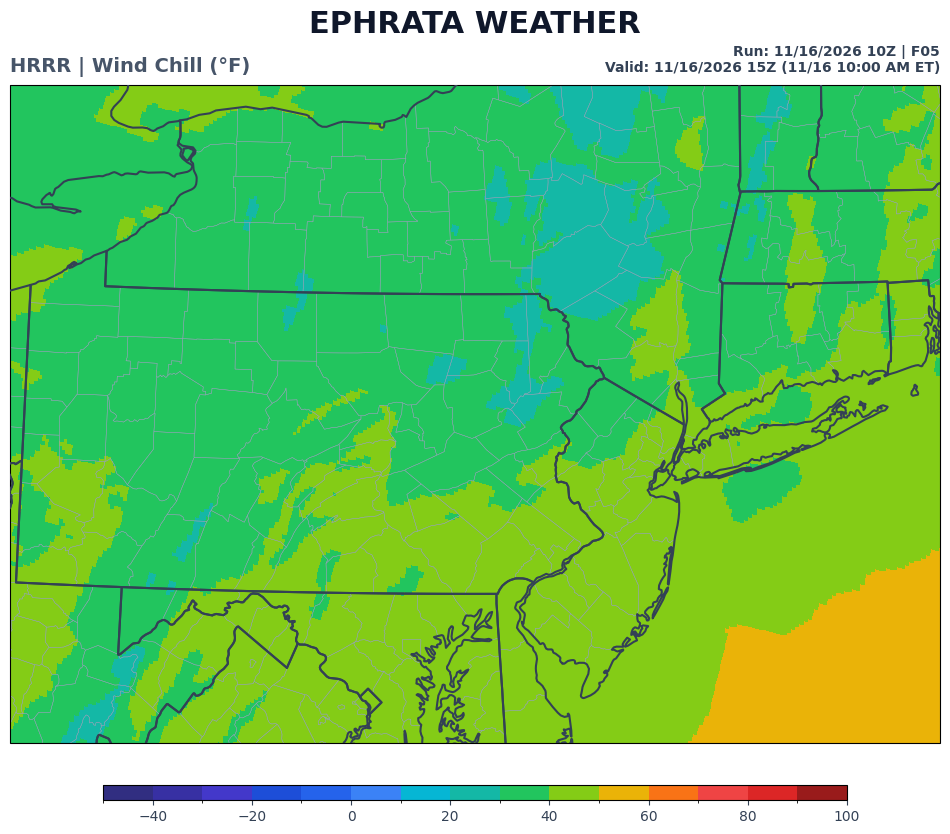 EPHRATA WEATHER
HRRR | Wind Chill (°F)
Run: 11/16/2026 10Z | F05
Valid: 11/16/2026 15Z (11/16 10:00 AM ET)
−40 −20 0 20 40 60 80 100